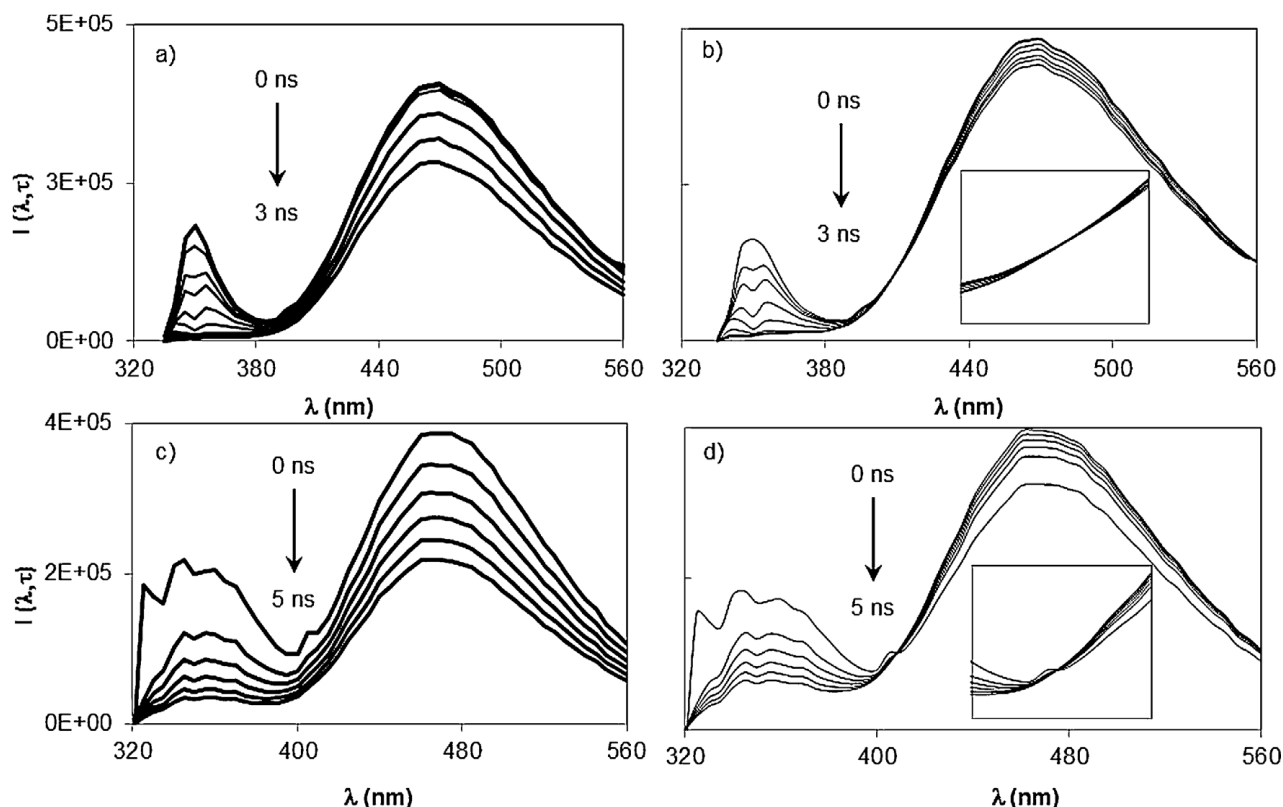 5E+05
a)
0 ns
I (λ,τ)
3E+05
3 ns
0E+00
320 380 440 500 560
λ (nm)
b)
0 ns
3 ns
320 380 440 500 560
λ (nm)
4E+05
c)
0 ns
I (λ,τ)
2E+05
5 ns
0E+00
320 400 480 560
λ (nm)
d)
0 ns
5 ns
320 400 480 560
λ (nm)